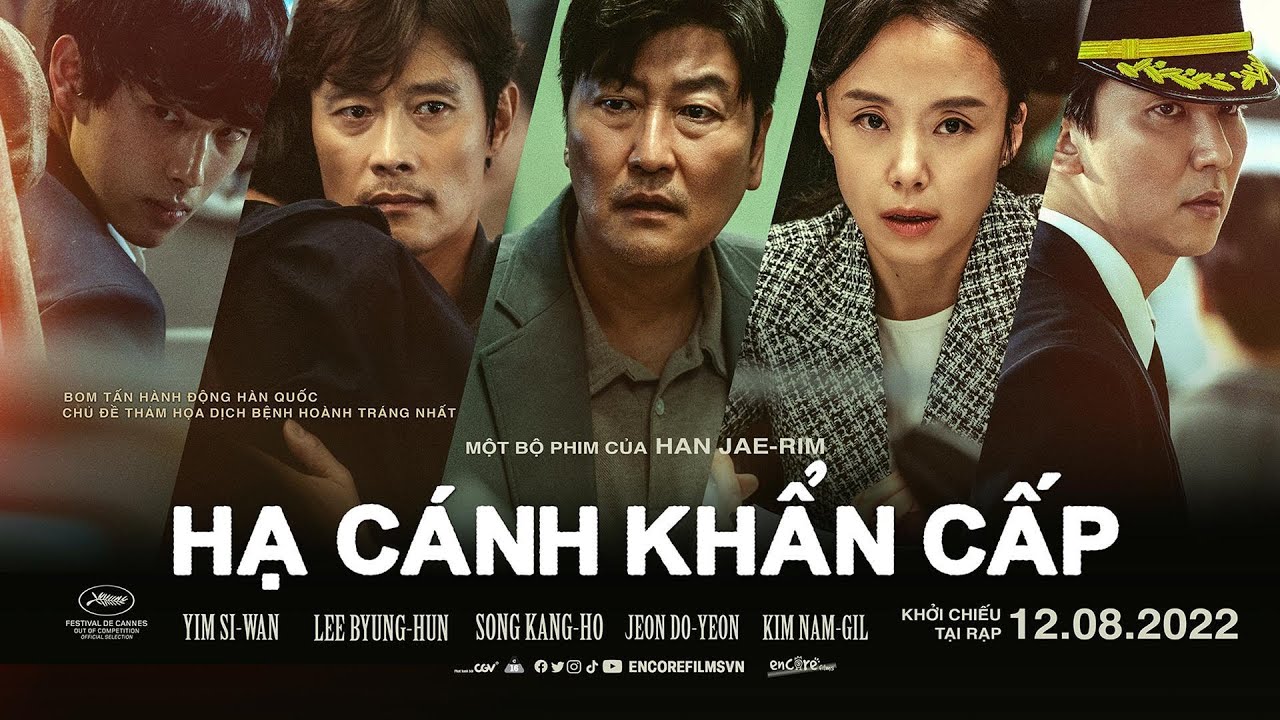 BOM TẤN HÀNH ĐỘNG HÀN QUỐC
CHỦ ĐỀ THẢM HỌA DỊCH BỆNH HOÀNH TRÁNG NHẤT
MỘT BỘ PHIM CỦA HAN JAE-RIM
HẠ CÁNH KHẨN CẤP
FESTIVAL DE CANNES
OUT OF COMPETITION
OFFICIAL SELECTION
YIM SI-WAN LEE BYUNG-HUN SONG KANG-HO JEON DO-YEON KIM NAM-GIL
KHỞI CHIẾU
TẠI RẠP 12.08.2022
CGV 16 ENCOREFILMSVN encore films